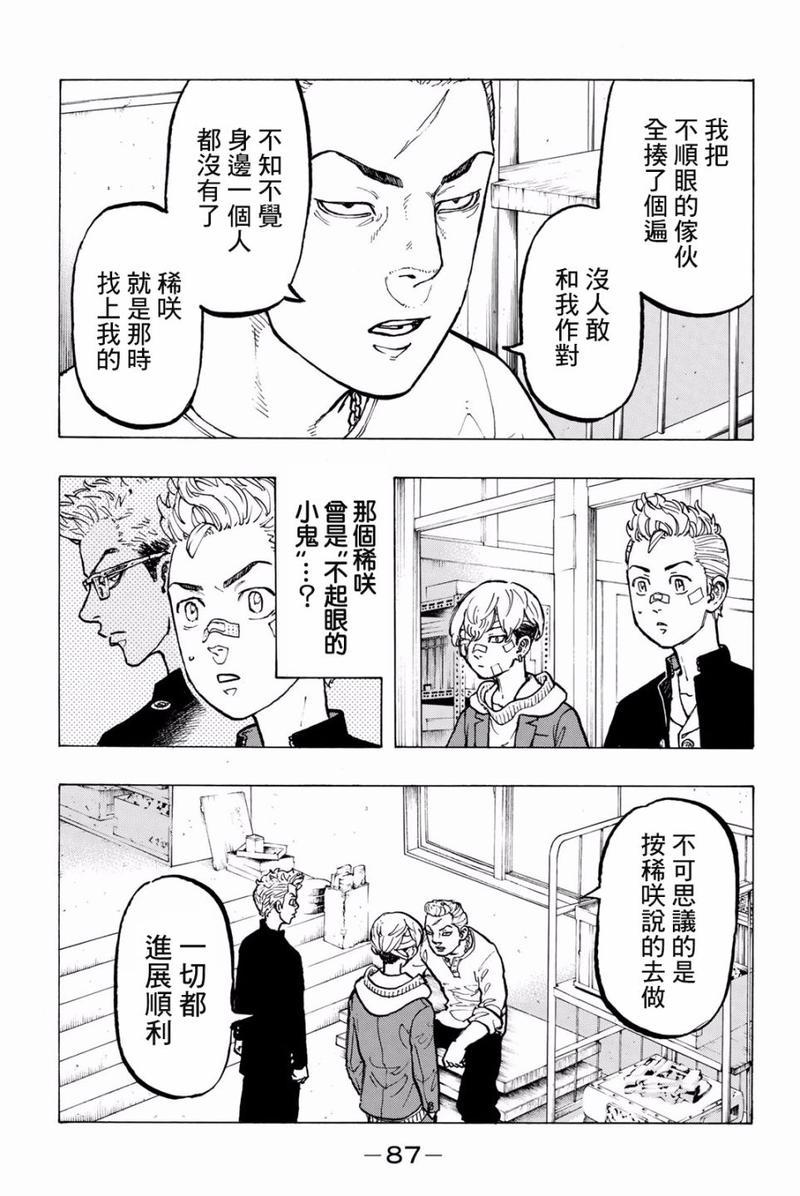 我把
不順眼的傢伙
全揍了個遍
沒人敢
和我作對
不知不覺
身邊一個人
都沒有了
稀咲
就是那時
找上我的
那個稀咲
曾是“不起眼的
小鬼”…？
不可思議的是
按稀咲說的去做
一切都
進展順利
—87—